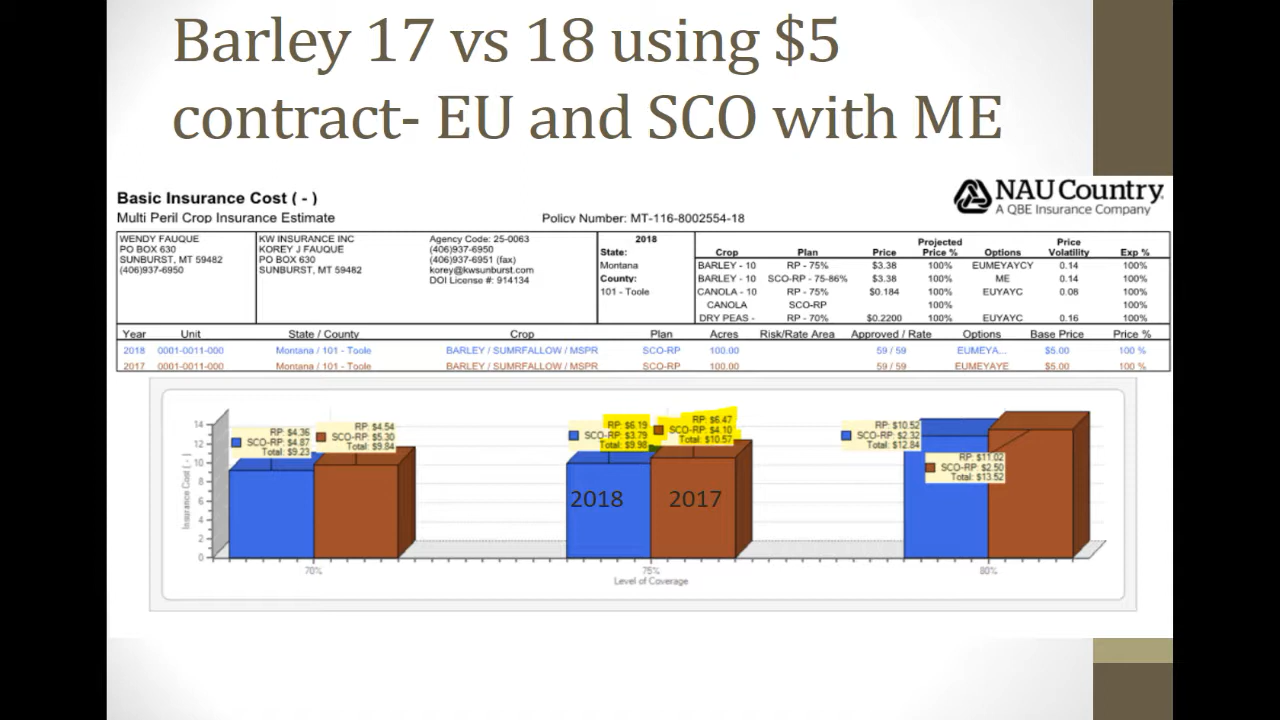 Barley 17 vs 18 using $5
contract- EU and SCO with ME
Basic Insurance Cost ( - )
NAU Country.
A QBE Insurance Company
Multi Peril Crop Insurance Estimate
Policy Number: MT-116-8002554-18
WENDY FAUQUE
PO BOX 630
SUNBURST, MT 59482
(406)937-6950
KW INSURANCE INC
KOREY J FAUQUE
PO BOX 630
SUNBURST, MT 59482
Agency Code: 25-0063
(406)937-6950
(406)937-6951 (fax)
korey@kwsunburst.com
DOI License #: 914134
2018
State:
Montana
County:
101 - Toole
Crop Plan Price Projected Price % Options Price Volatility Exp %
BARLEY - 10 RP - 75% $3.38 100% EUMEYAYCY 0.14 100%
BARLEY - 10 SCO-RP - 75-86% $3.38 100% ME 0.14 100%
CANOLA - 10 RP - 75% $0.184 100% EUYAYC 0.08 100%
CANOLA SCO-RP 100% 100%
DRY PEAS - RP - 70% $0.2200 100% EUYAYC 0.16 100%
Year Unit State / County Crop Plan Acres Risk/Rate Area Approved / Rate Options Base Price Price %
2018 0001-0011-000 Montana / 101 - Toole BARLEY / SUMRFALLOW / MSPR SCO-RP 100.00 59 / 59 EUMEYA... $5.00 100 %
2017 0001-0011-000 Montana / 101 - Toole BARLEY / SUMRFALLOW / MSPR SCO-RP 100.00 59 / 59 EUMEYAYE $5.00 100 %
Insurance Cost ( - )
14
12
10
8
6
4
2
0
RP: $4.36
SCO-RP: $4.87
Total: $9.23
RP: $4.54
SCO-RP: $5.30
Total: $9.84
RP: $6.19
SCO-RP: $3.79
Total: $9.98
RP: $6.47
SCO-RP: $4.10
Total: $10.57
RP: $10.52
SCO-RP: $2.32
Total: $12.84
RP: $11.02
SCO-RP: $2.50
Total: $13.52
2018
2017
70%
75%
80%
Level of Coverage